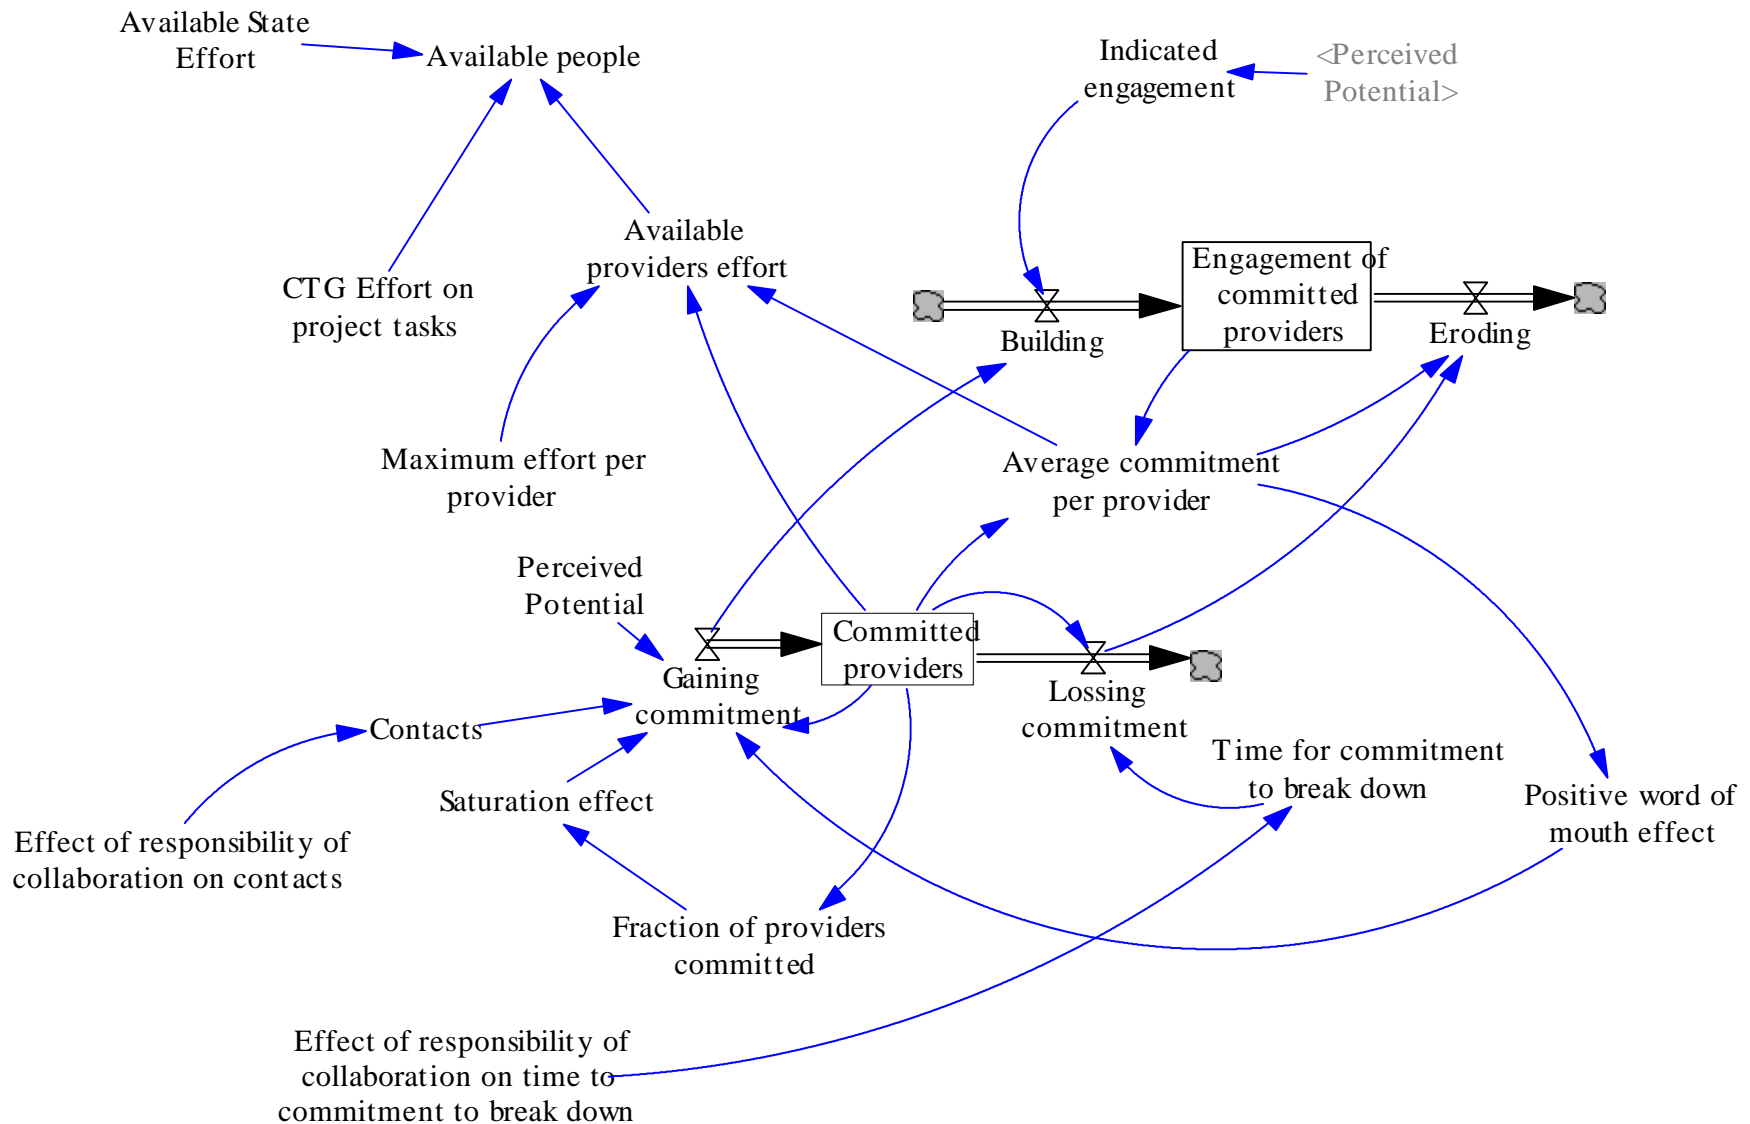 Available State
Effort
Available people
Indicated
engagement
<Perceived
Potential>
Available
providers effort
CTG Effort on
project tasks
Engagement of
committed
providers
Building
Eroding
Maximum effort per
provider
Average commitment
per provider
Perceived
Potential
Committed
providers
Gaining
commitment
Lossing
commitment
Contacts
Time for commitment
to break down
Saturation effect
Positive word of
mouth effect
Effect of responsibility of
collaboration on contacts
Fraction of providers
committed
Effect of responsibility of
collaboration on time to
commitment to break down